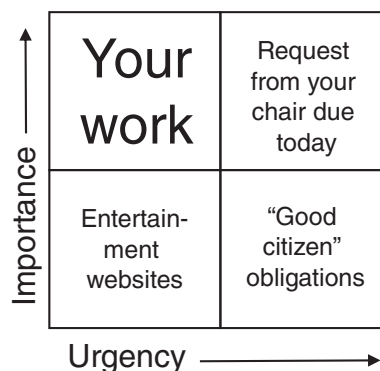 Your
work
Request
from your
chair due
today
Entertain-
ment
websites
“Good
citizen”
obligations
Importance
Urgency